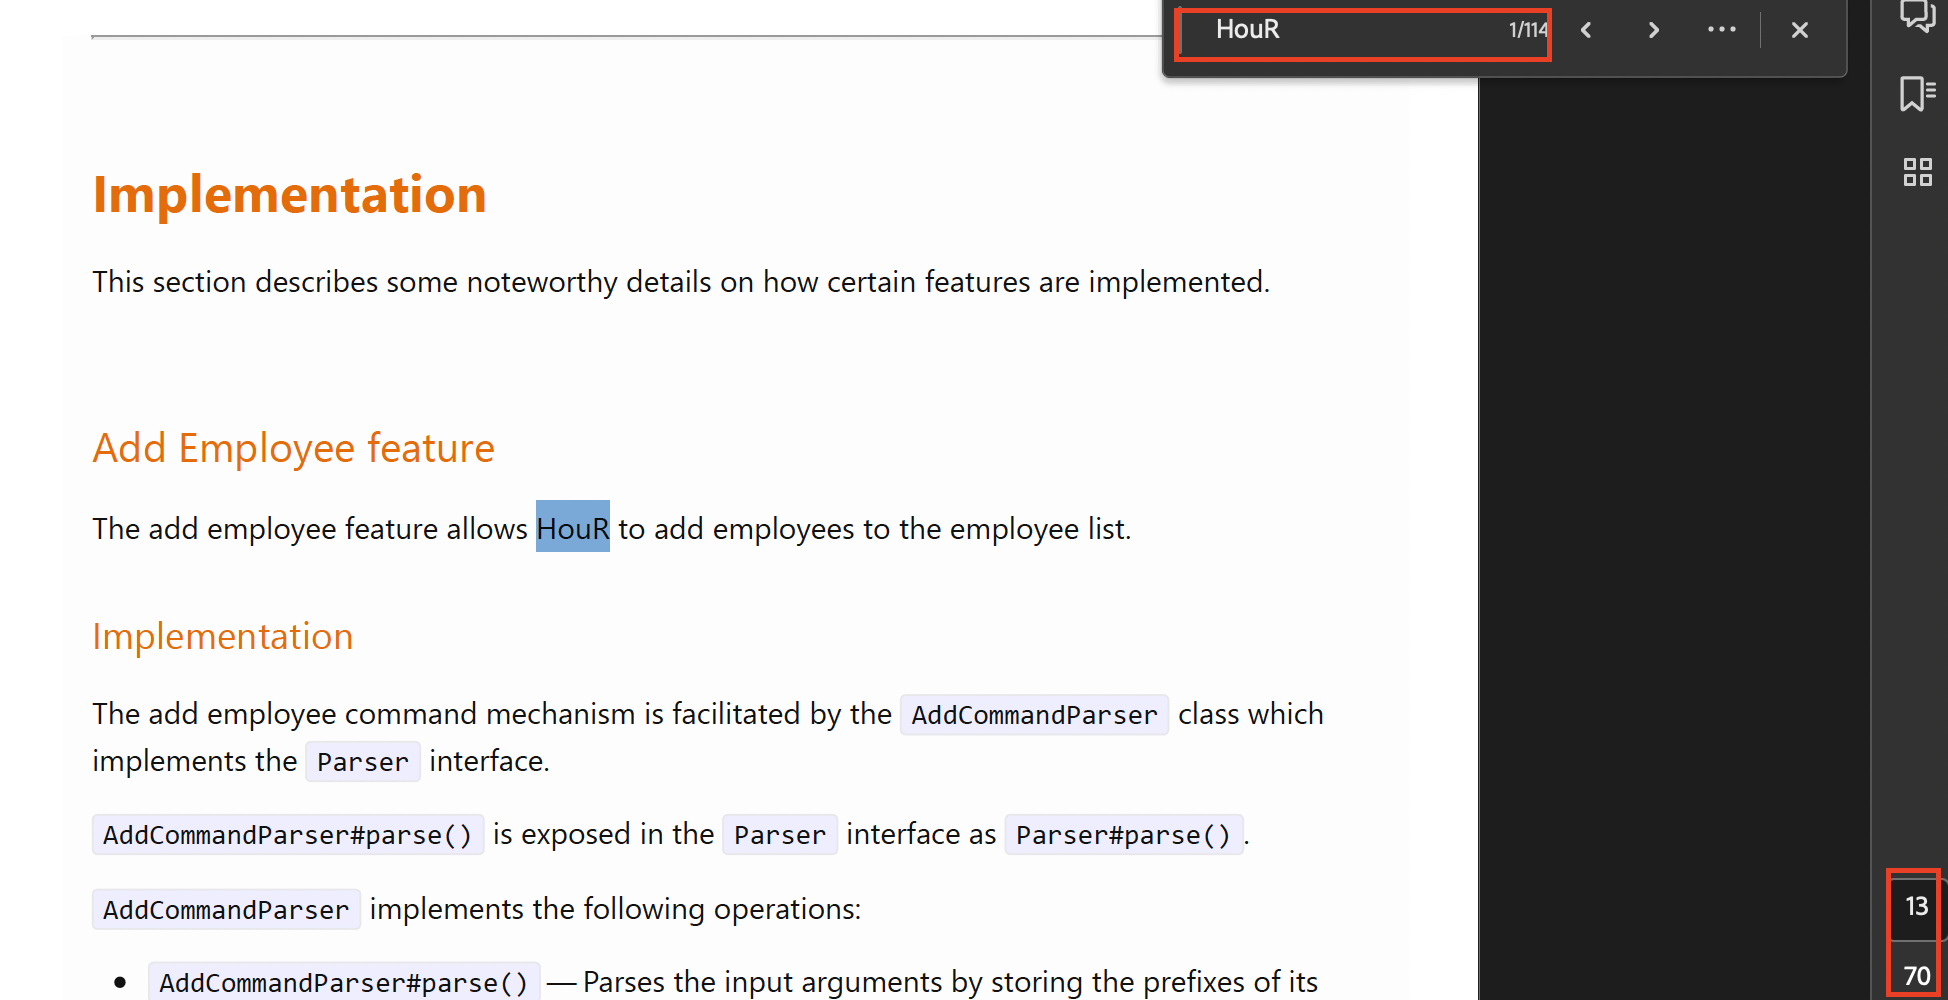 HouR 1/114
Implementation
This section describes some noteworthy details on how certain features are implemented.
Add Employee feature
The add employee feature allows HouR to add employees to the employee list.
Implementation
The add employee command mechanism is facilitated by the AddCommandParser class which
implements the Parser interface.
AddCommandParser#parse() is exposed in the Parser interface as Parser#parse().
AddCommandParser implements the following operations:
• AddCommandParser#parse() — Parses the input arguments by storing the prefixes of its
13
70